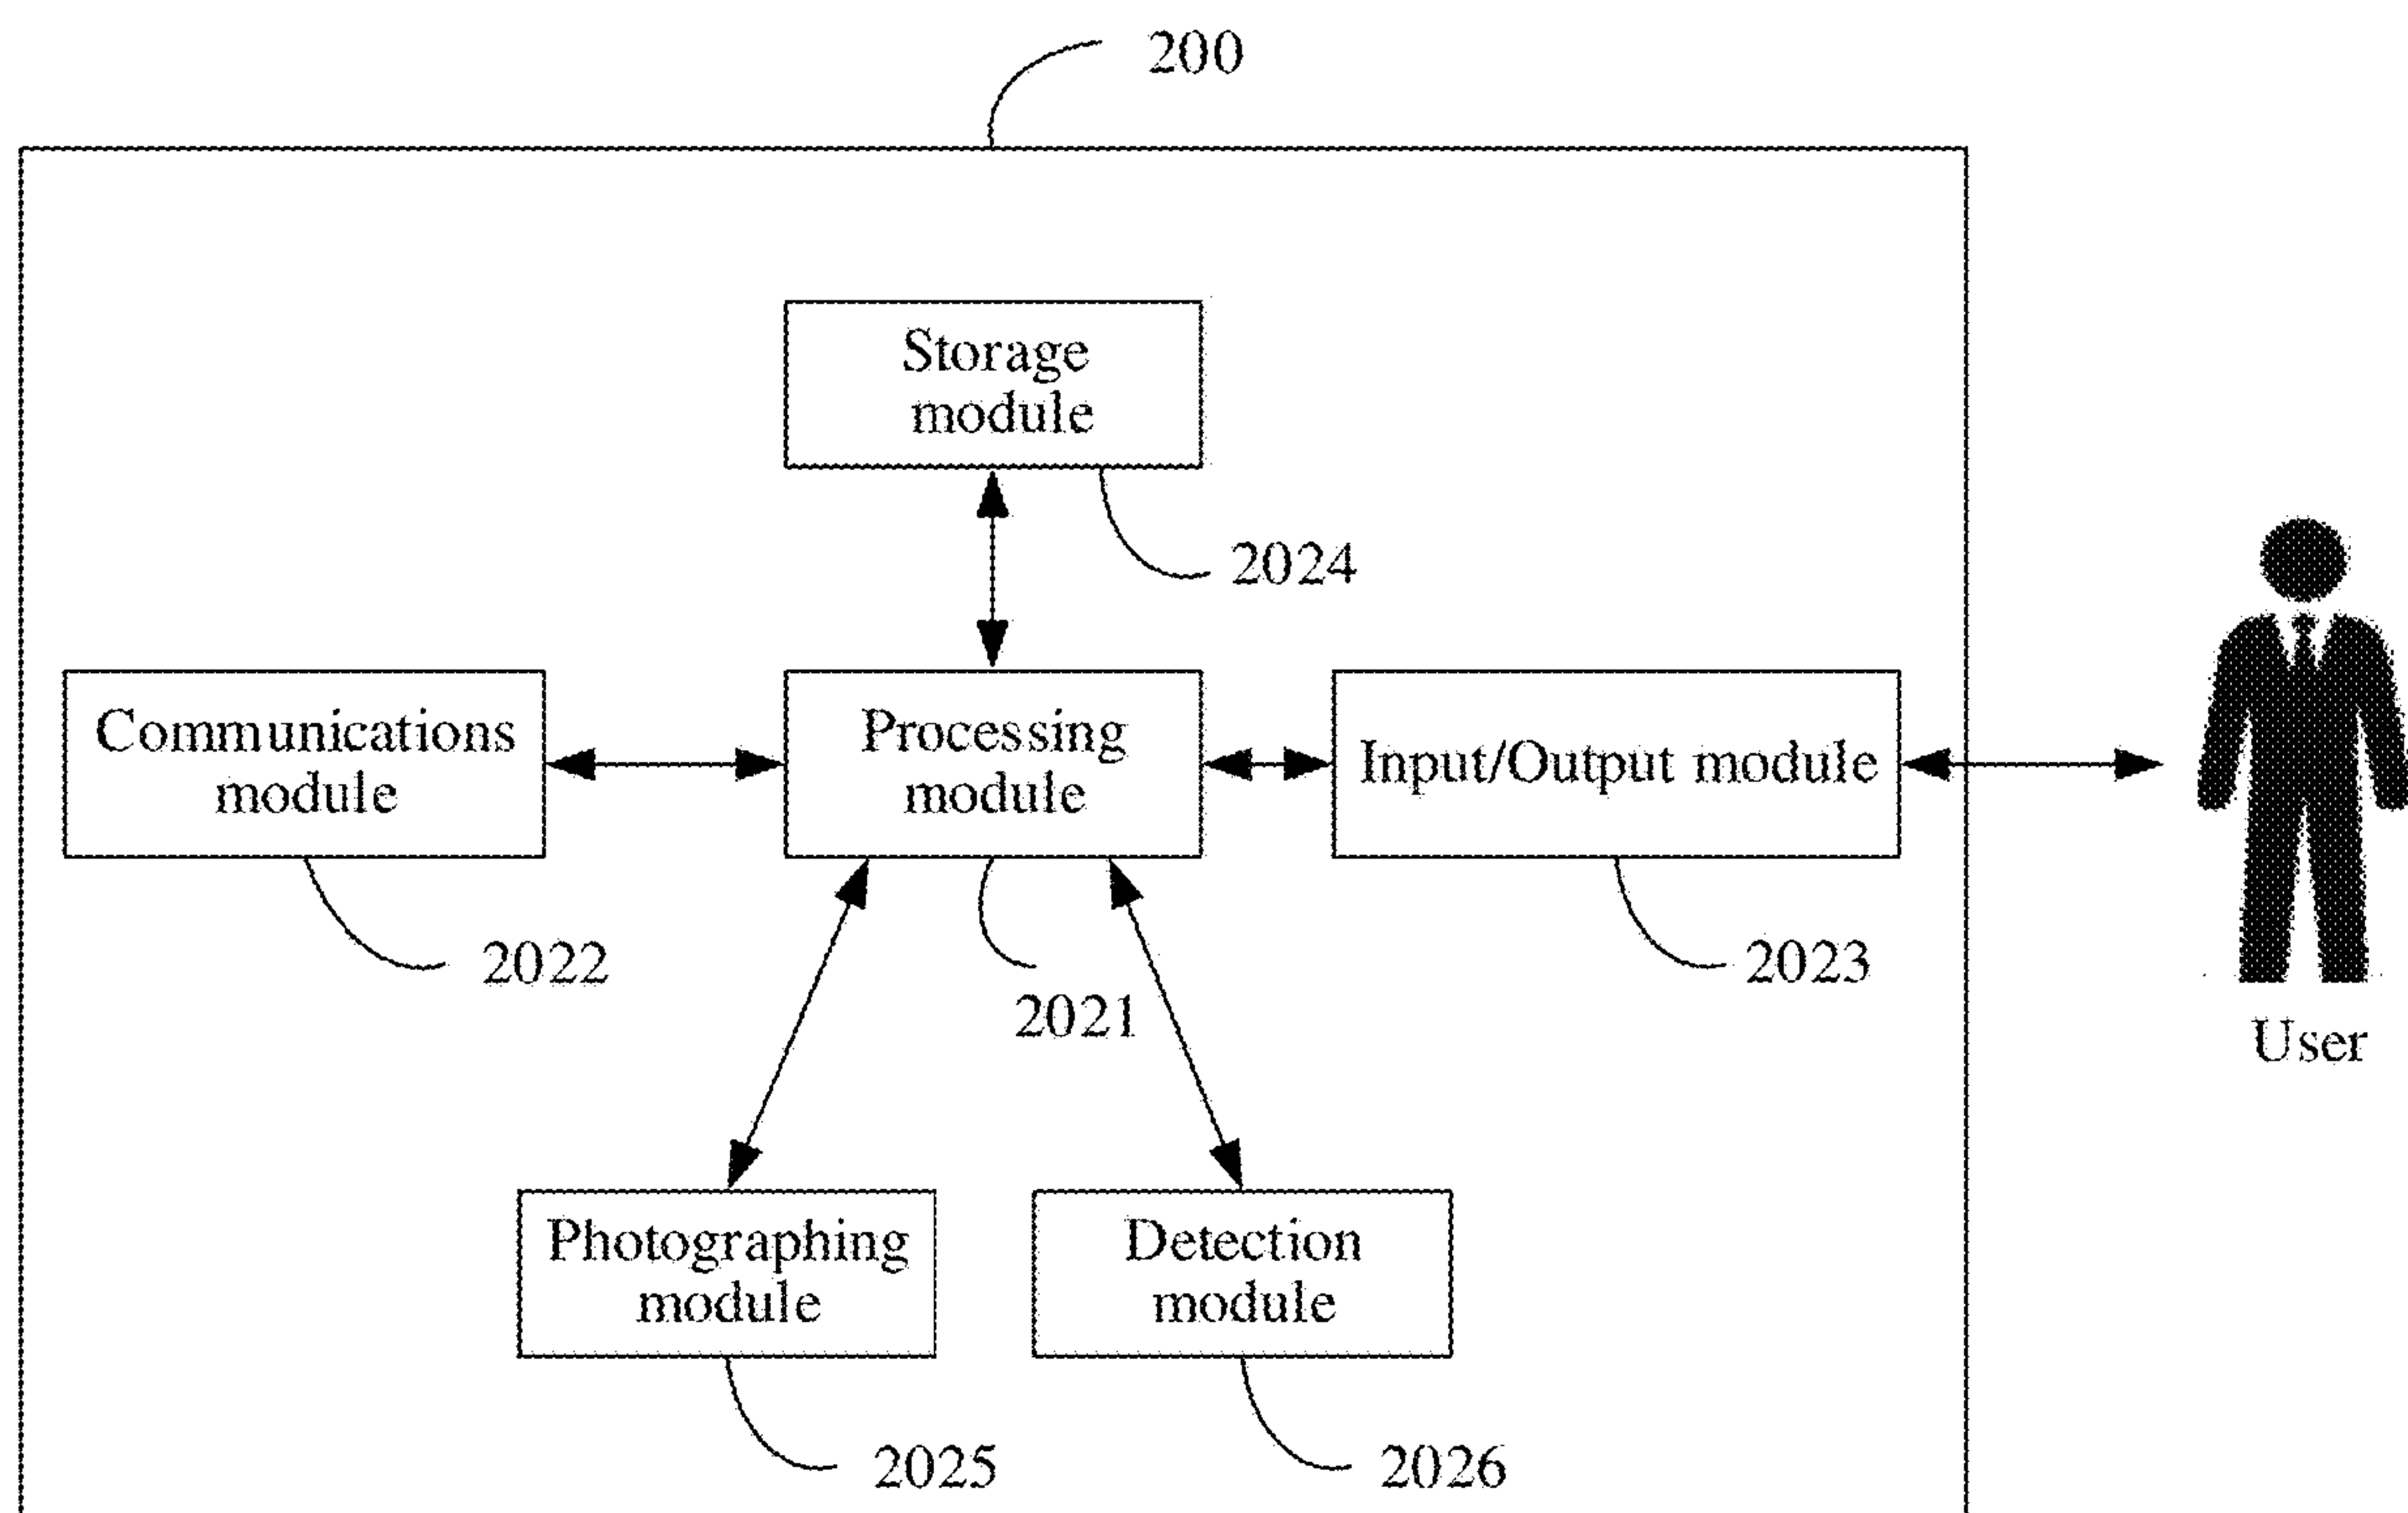 200
Storage
module
2024
Communications
module
Processing
module
Input/Output module
2022
2021
2023
User
Photographing
module
Detection
module
2025
2026